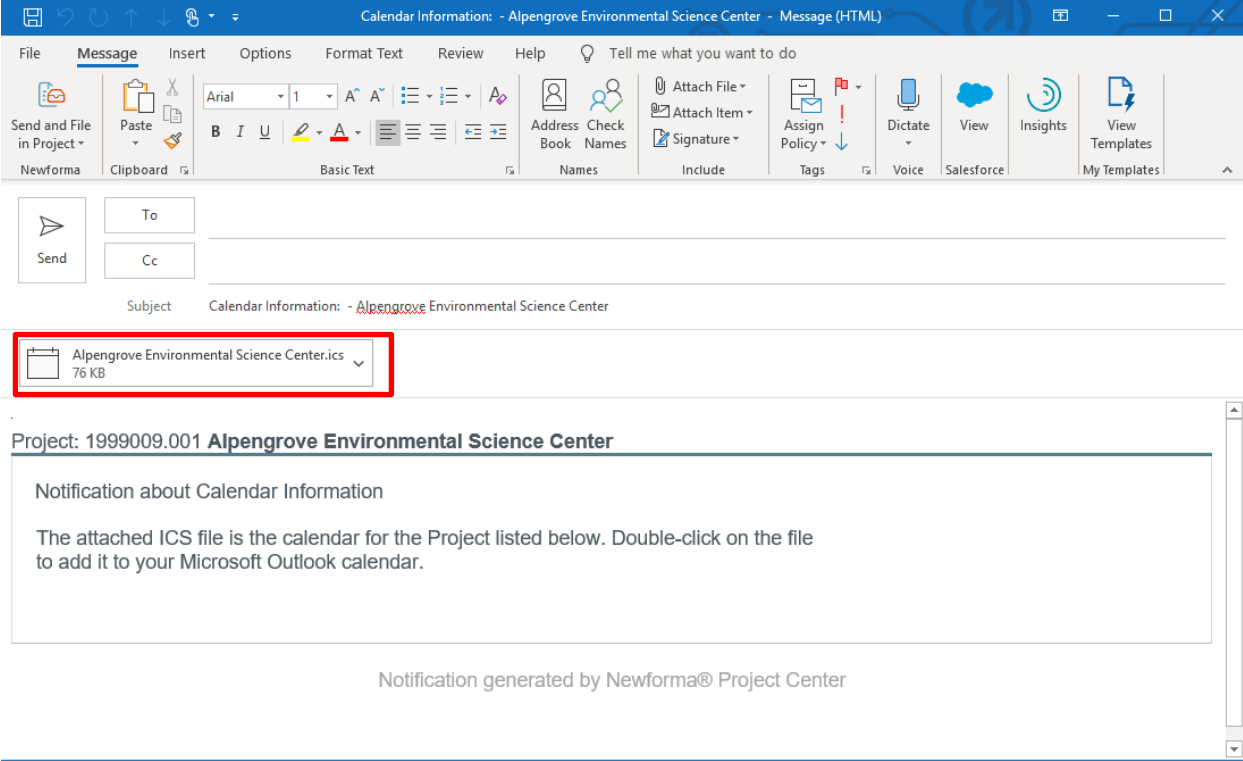 Calendar Information:  - Alpengrove Environmental Science Center  -  Message (HTML)
File Message Insert Options Format Text Review Help Tell me what you want to do
Send and File in Project
Paste
Arial 1
B I U A
Address Book
Check Names
Attach File
Attach Item
Signature
Assign Policy
Dictate
View
Insights
View Templates
Newforma Clipboard Basic Text Names Include Tags Voice Salesforce My Templates
Send
To
Cc
Subject Calendar Information:  - Alpengrove Environmental Science Center
Alpengrove Environmental Science Center.ics
76 KB
.
Project: 1999009.001 Alpengrove Environmental Science Center
Notification about Calendar Information
The attached ICS file is the calendar for the Project listed below. Double-click on the file
to add it to your Microsoft Outlook calendar.
Notification generated by Newforma® Project Center